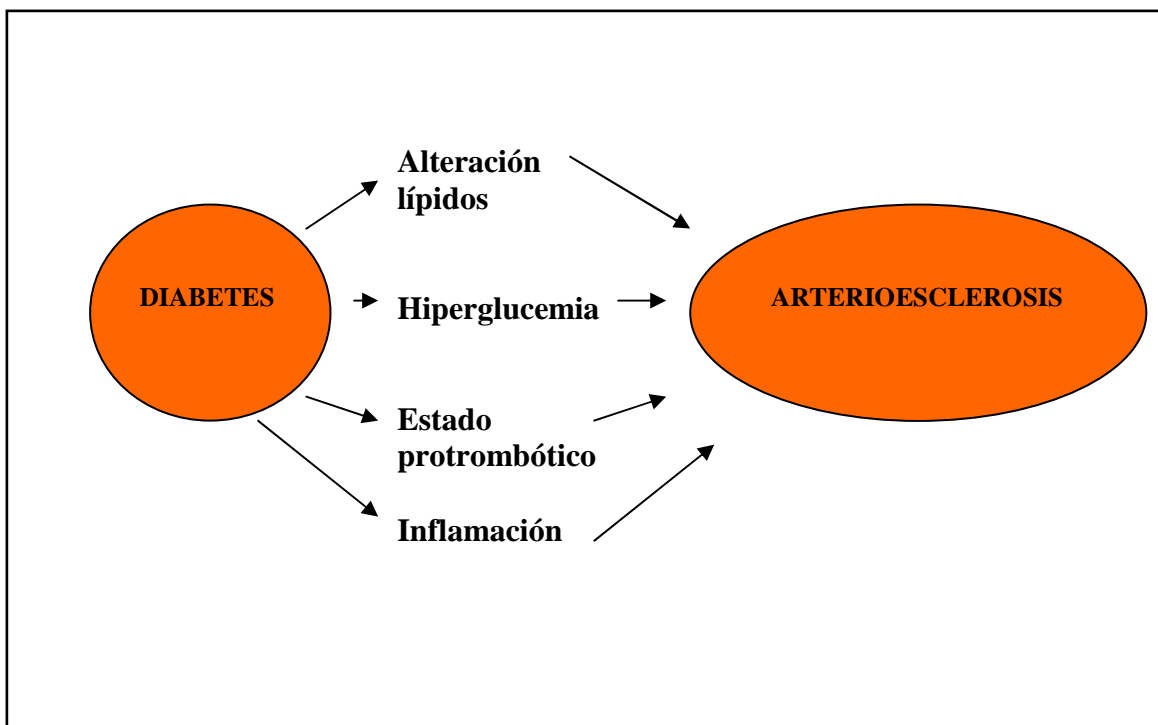 Alteración
lípidos
DIABETES
Hiperglucemia
ARTERIOESCLEROSIS
Estado
protrombótico
Inflamación